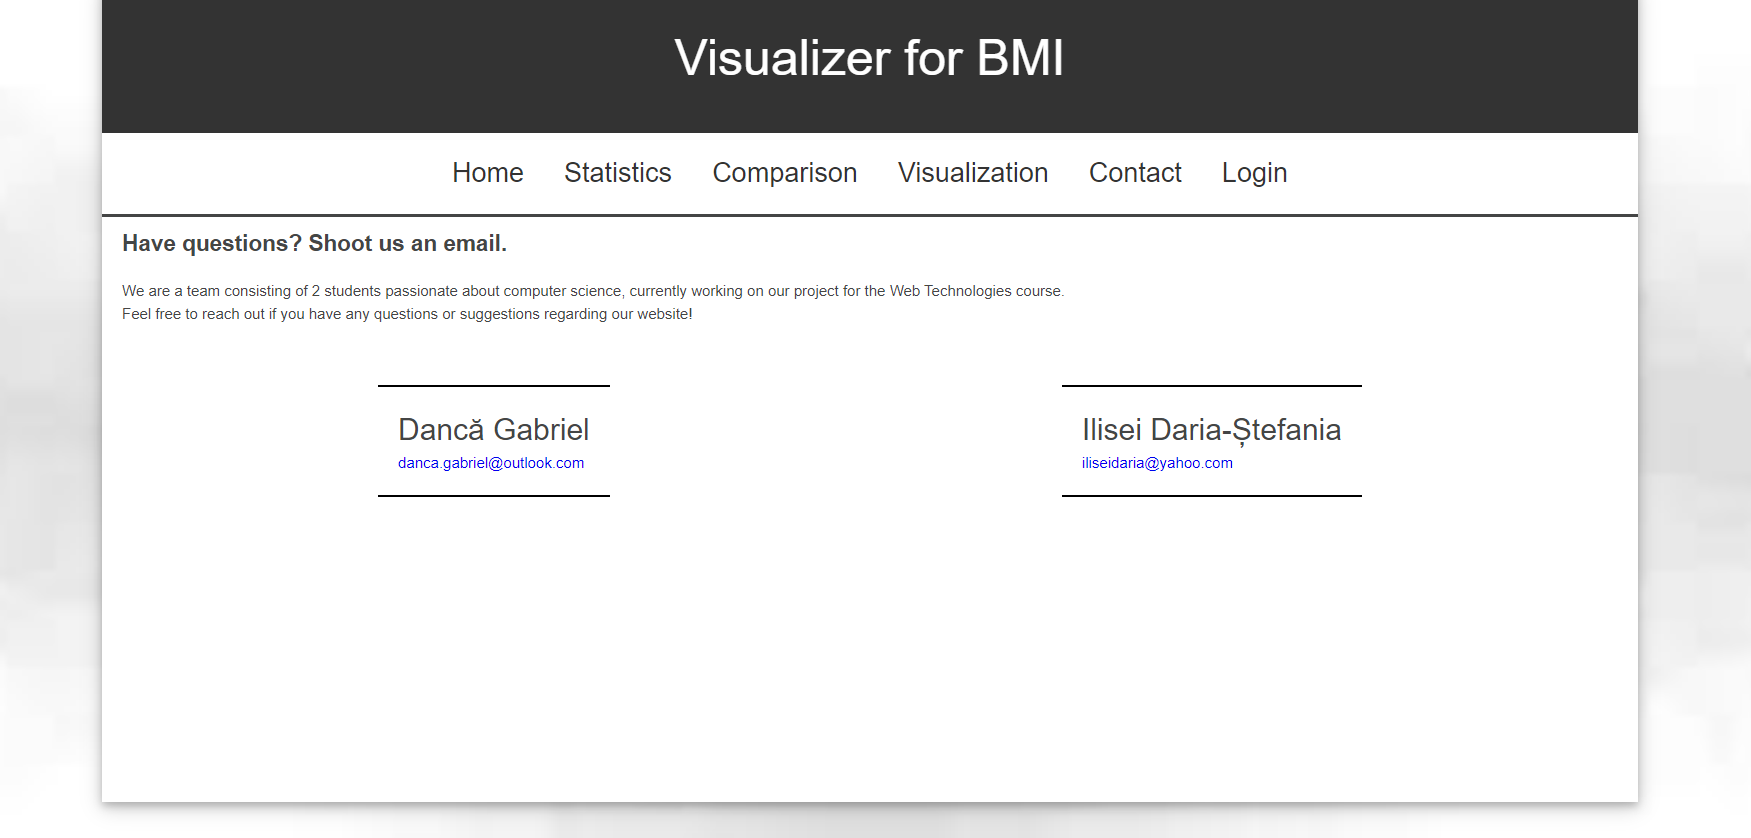 Visualizer for BMI
Home Statistics Comparison Visualization Contact Login
Have questions? Shoot us an email.
We are a team consisting of 2 students passionate about computer science, currently working on our project for the Web Technologies course.
Feel free to reach out if you have any questions or suggestions regarding our website!
Dancă Gabriel
danca.gabriel@outlook.com
Ilisei Daria-Ștefania
iliseidaria@yahoo.com